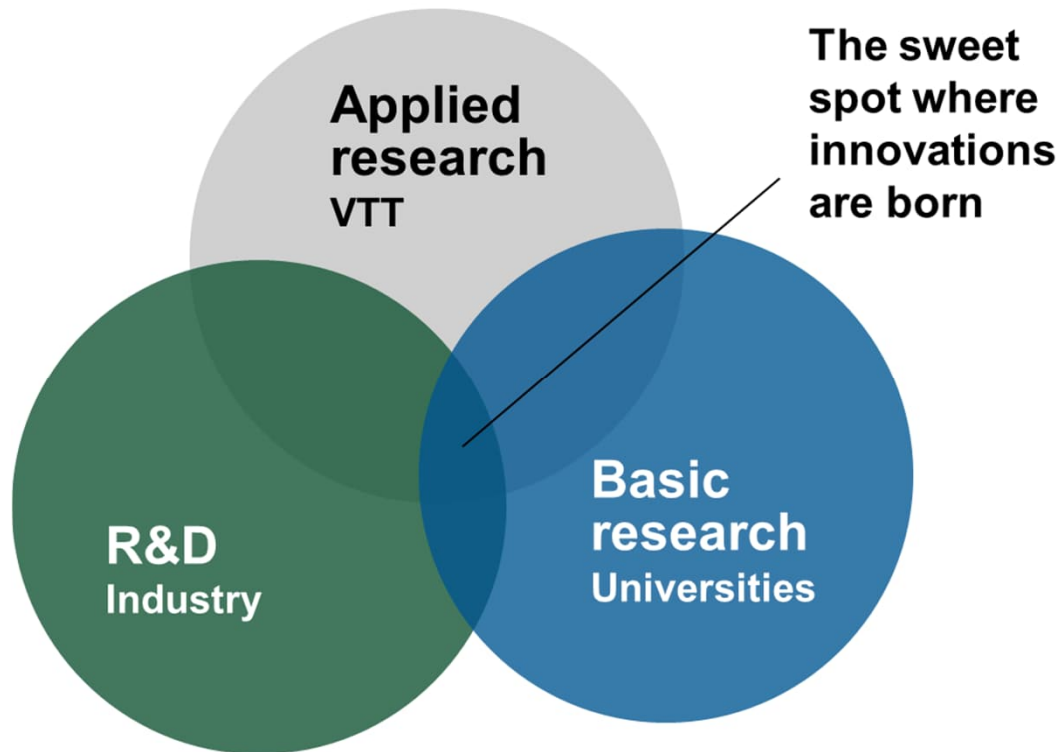 Applied
research
VTT
The sweet
spot where
innovations
are born
R&D
Industry
Basic
research
Universities